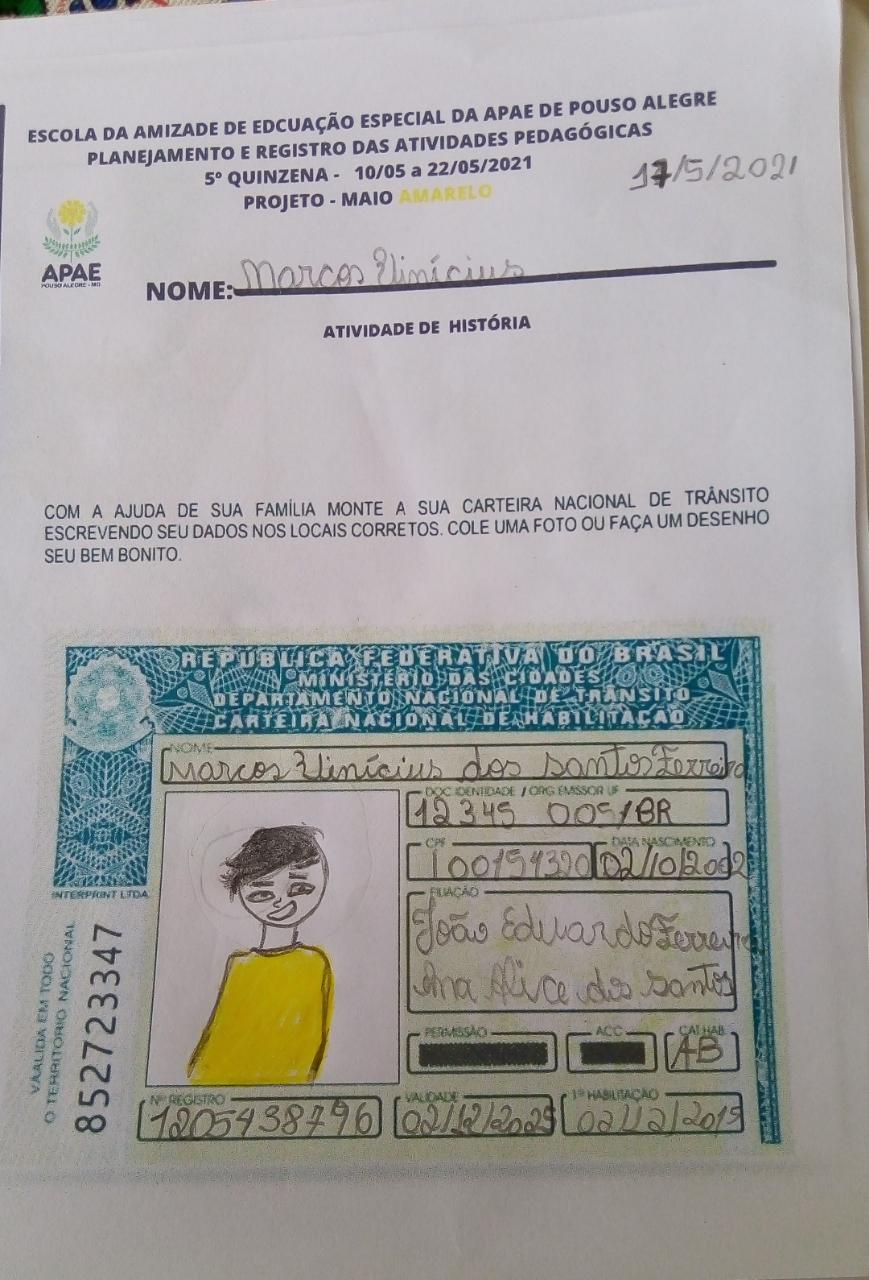 ESCOLA DA AMIZADE DE EDCUAÇÃO ESPECIAL DA APAE DE POUSO ALEGRE
PLANEJAMENTO E REGISTRO DAS ATIVIDADES PEDAGÓGICAS
5º QUINZENA - 10/05 a 22/05/2021
17/5/2021
PROJETO - MAIO AMARELO
APAE
POUSO ALEGRE - MG
NOME: Marcos Vinícius
ATIVIDADE DE HISTÓRIA
COM A AJUDA DE SUA FAMÍLIA MONTE A SUA CARTEIRA NACIONAL DE TRÂNSITO
ESCREVENDO SEU DADOS NOS LOCAIS CORRETOS. COLE UMA FOTO OU FAÇA UM DESENHO
SEU BEM BONITO.
REPÚBLICA FEDERATIVA DO BRASIL
MINISTÉRIO DAS CIDADES
DEPARTAMENTO NACIONAL DE TRÂNSITO
CARTEIRA NACIONAL DE HABILITAÇÃO
NOME
Marcos Vinícius dos santos Ferreira
DOC IDENTIDADE / ORG EMISSOR UF
12345 005/BR
CPF
DATA NASCIMENTO
100154320
02/10/2002
INTERPRINT LTDA.
FILIAÇÃO
João Eduardo Ferreira
Ana Alice dos santos
VAALIDA EM TODO
O TERRITÓRIO NACIONAL
852723347
PERMISSÃO
ACC
CAT HAB
AB
Nº REGISTRO
VALIDADE
1ª HABILITAÇÃO
1205438796
02/12/2025
02/12/2019